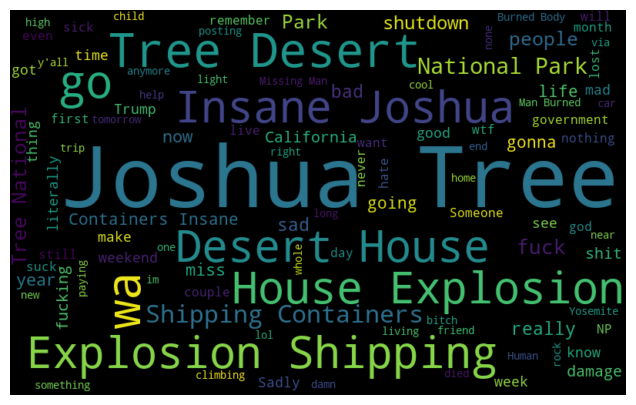 high
child
posting
Burned Body
will
even
sick
remember
Park
shutdown
month
y'all
anymore
Tree Desert
people
via
got
time
light
Missing Man
none
National Park
lost
go
Insane Joshua
bad
cool
life
Man Burned
mad
car
first
Trump
help
thing
tomorrow
live
California
good
wtf
government
now
want
gonna
nothing
trip
right
never
hate
end
Tree National
literally
Joshua Tree
home
long
going
Someone
Containers Insane
sad
see
god
near
make
one
Desert House
day
fuck
still
weekend
im
whole
miss
shit
suck
year
couple
House Explosion
new
paying
fucking
wa
Shipping Containers
bitch
really
Yosemite
NP
lol
living
friend
Explosion Shipping
Human
rock
know
climbing
Sadly
damn
died
week
damage
something